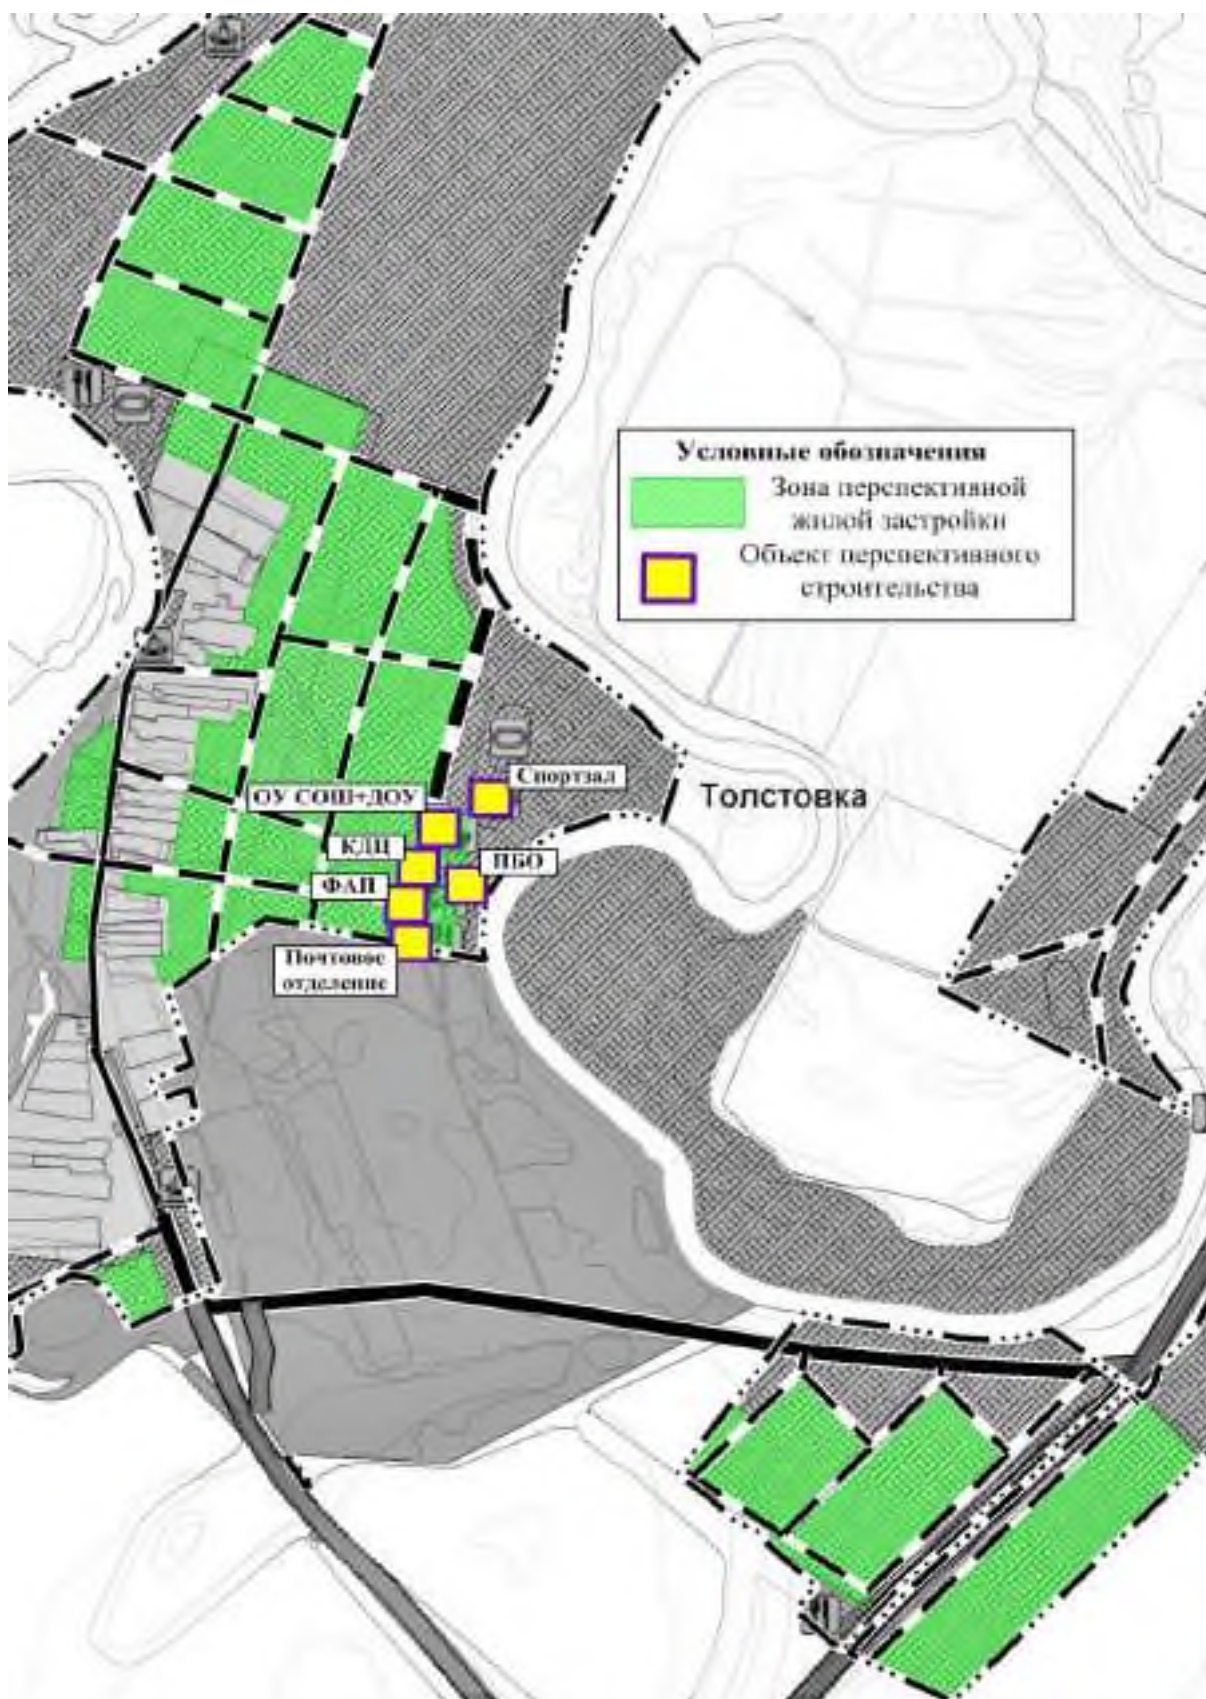 Условные обозначения
Зона перспективной
жилой застройки
Объект перспективного
строительства
Спортзал
ОУ СОШ+ДОУ
Толстовка
КДЦ
ПБО
ФАП
Почтовое
отделение